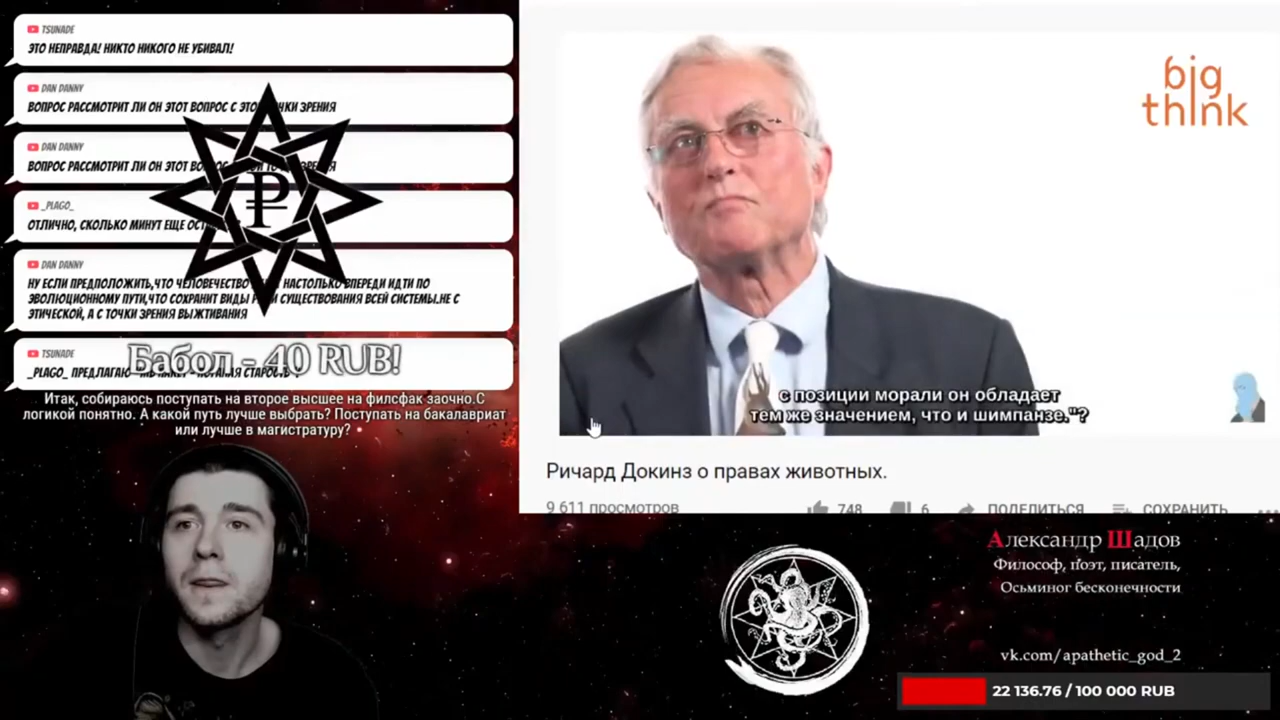 TSUNADE
ЭТО НЕПРАВДА! НИКТО НИКОГО НЕ УБИВАЛ!
DAN DANNY
ВОПРОС РАССМОТРИТ ЛИ ОН ЭТОТ ВОПРОС С ЭТОЙ ТОЧКИ ЗРЕНИЯ
DAN DANNY
ВОПРОС РАССМОТРИТ ЛИ ОН ЭТОТ
_PLAGO_
ОТЛИЧНО, СКОЛЬКО МИНУТ ЕЩЕ
DAN DANNY
НУ ЕСЛИ ПРЕДПОЛОЖИТЬ,ЧТО ЧЕЛОВЕЧЕСТВО НАСТОЛЬКО ВПЕРЕДИ ИДТИ ПО
ЭВОЛЮЦИОННОМУ ПУТИ,ЧТО СОХРАНИТ ВИДЫ СУЩЕСТВОВАНИЯ ВСЕЙ СИСТЕМЫ.НЕ С
ЭТИЧЕСКОЙ, А С ТОЧКИ ЗРЕНИЯ ВЫЖТИВАНИЯ
TSUNADE
Бабол - 40 RUB!
_PLAGO_ ПРЕДЛАГАЮ СТАРОСТЬ
Итак, собираюсь поступать на второе высшее на филсфак заочно.С
логикой понятно. А какой путь лучше выбрать? Поступать на бакалавриат
или лучше в магистратуру?
big
think
с позиции морали он обладает
тем же значением, что и шимпанзе."?
Ричард Докинз о правах животных.
9 611 просмотров
748
6
ПОДЕЛИТЬСЯ
СОХРАНИТЬ
Александр Шадов
Философ, поэт, писатель,
Осьминог бесконечности
vk.com/apathetic_god_2
22 136.76 / 100 000 RUB